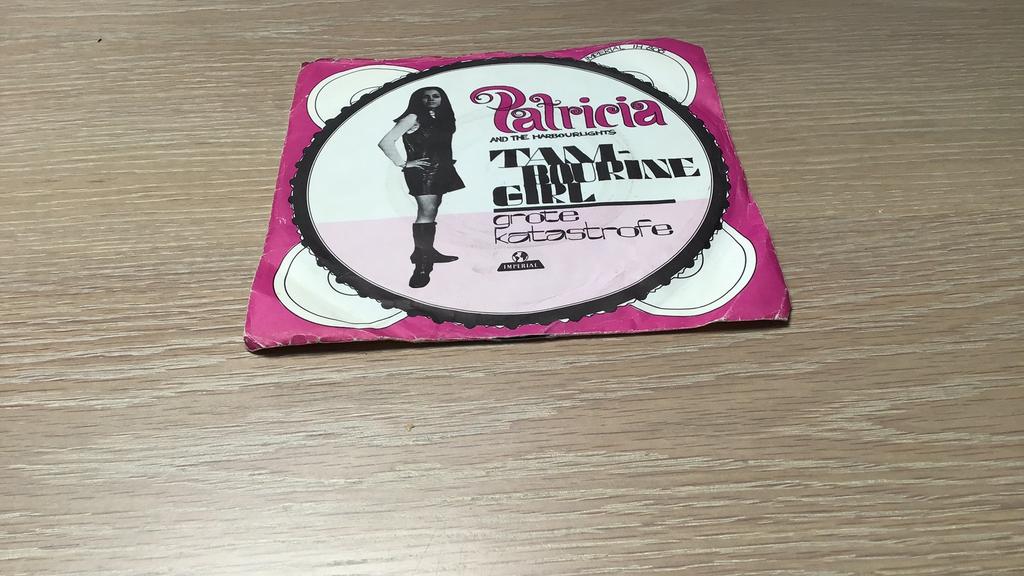 Patricia
AND THE HARBOURLIGHTS
TAM-
BOURINE
GIRL
grote
katastrofe
IMPERIAL